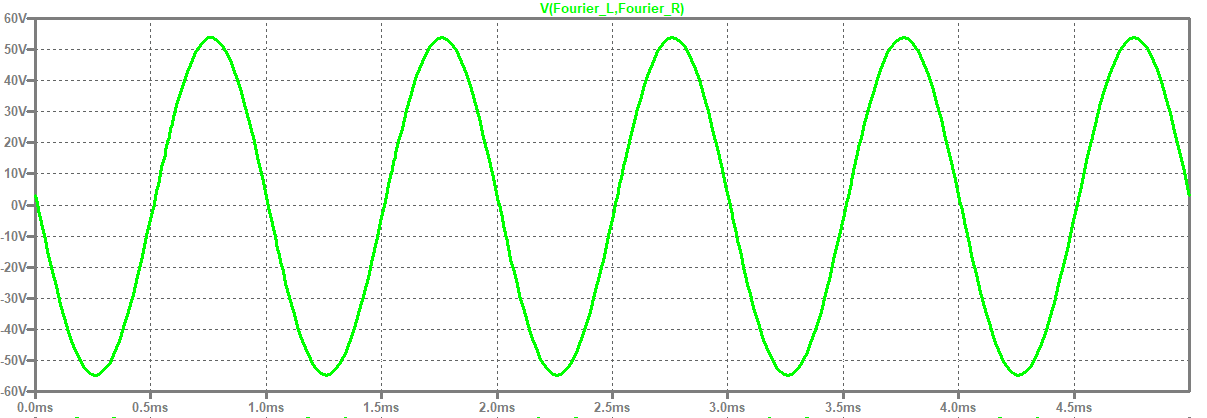 V(Fourier_L,Fourier_R)
60V
50V
40V
30V
20V
10V
0V
-10V
-20V
-30V
-40V
-50V
-60V
0.0ms 0.5ms 1.0ms 1.5ms 2.0ms 2.5ms 3.0ms 3.5ms 4.0ms 4.5ms